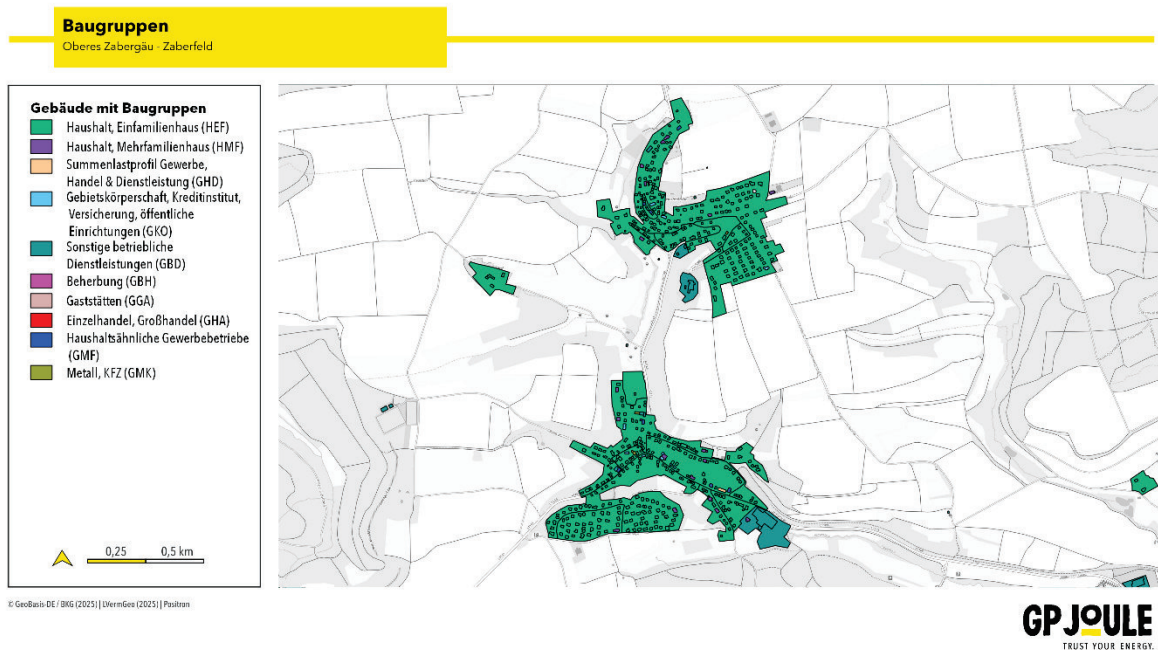 Baugruppen
Oberes Zabergäu - Zaberfeld
Gebäude mit Baugruppen
Haushalt, Einfamilienhaus (HEF)
Haushalt, Mehrfamilienhaus (HMF)
Summenlastprofil Gewerbe,
Handel & Dienstleistung (GHD)
Gebietskörperschaft, Kreditinstitut,
Versicherung, öffentliche
Einrichtungen (GKO)
Sonstige betriebliche
Dienstleistungen (GBD)
Beherbung (GBH)
Gaststätten (GGA)
Einzelhandel, Großhandel (GHA)
Haushaltsähnliche Gewerbebetriebe
(GMF)
Metall, KFZ (GMK)
0,25 0,5 km
© GeoBasis-DE / BKG (2025) | LVermGeo (2025) | Positron
GP JOULE
TRUST YOUR ENERGY.